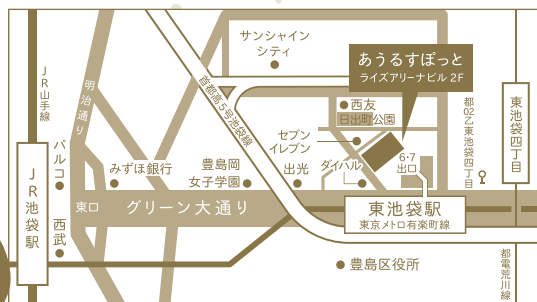 サンシャイン
シティ
あうるすぽっと
ライズアリーナビル 2F
JR山手線
明治通り
首都高5号池袋線
西友
日出町公園
都02乙東池袋四丁目
東池袋四丁目
セブン
イレブン
パルコ
みずほ銀行
豊島岡
女子学園
出光
ダイハル
6・7
出口
JR池袋駅
東口
グリーン大通り
東池袋駅
東京メトロ有楽町線
西武
豊島区役所
都電荒川線